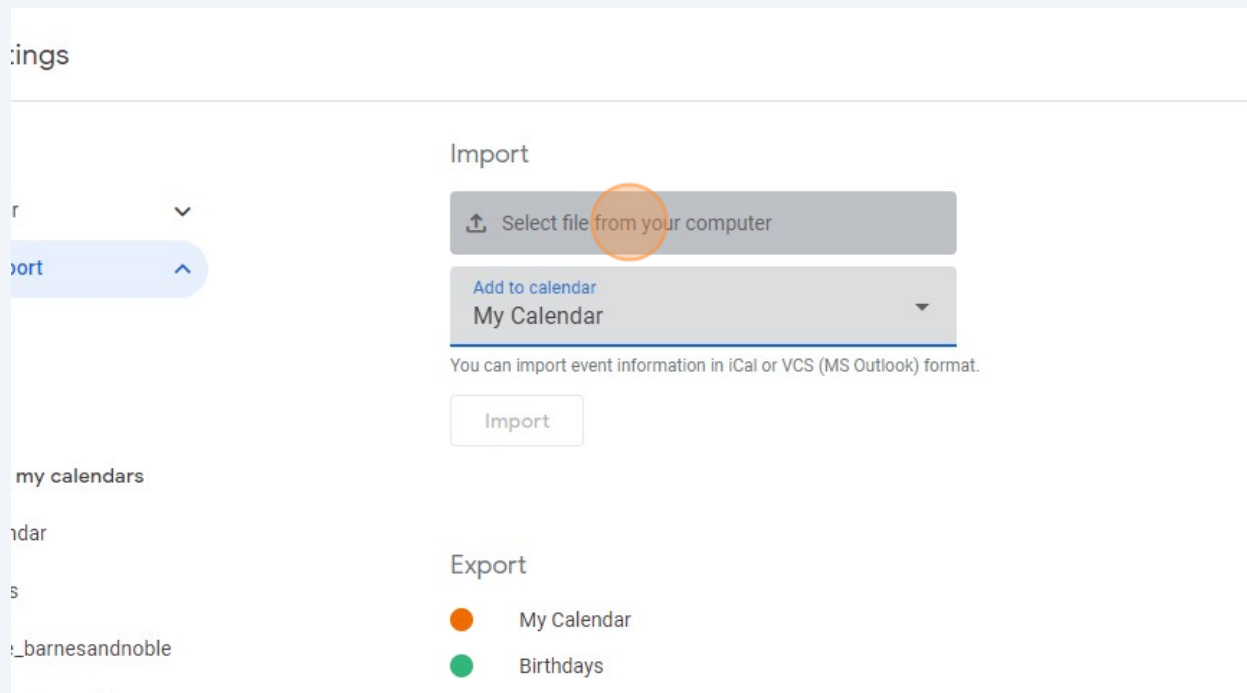 tings
Import
r
Select file from your computer
port
Add to calendar
My Calendar
You can import event information in iCal or VCS (MS Outlook) format.
Import
my calendars
ndar
Export
s
My Calendar
_barnesandnoble
Birthdays